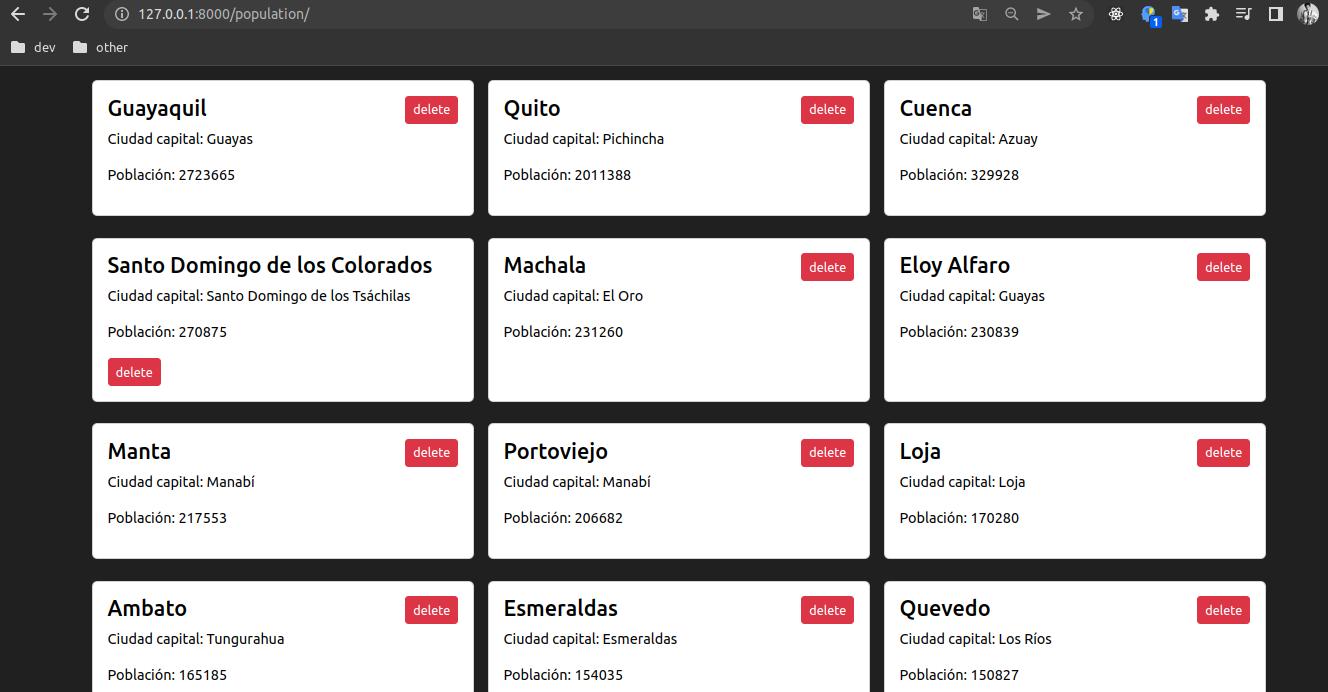 127.0.0.1:8000/population/
1
dev other
Guayaquil delete
Ciudad capital: Guayas
Población: 2723665
Quito delete
Ciudad capital: Pichincha
Población: 2011388
Cuenca delete
Ciudad capital: Azuay
Población: 329928
Santo Domingo de los Colorados
Ciudad capital: Santo Domingo de los Tsáchilas
Población: 270875
delete
Machala delete
Ciudad capital: El Oro
Población: 231260
Eloy Alfaro delete
Ciudad capital: Guayas
Población: 230839
Manta delete
Ciudad capital: Manabí
Población: 217553
Portoviejo delete
Ciudad capital: Manabí
Población: 206682
Loja delete
Ciudad capital: Loja
Población: 170280
Ambato delete
Ciudad capital: Tungurahua
Población: 165185
Esmeraldas delete
Ciudad capital: Esmeraldas
Población: 154035
Quevedo delete
Ciudad capital: Los Ríos
Población: 150827